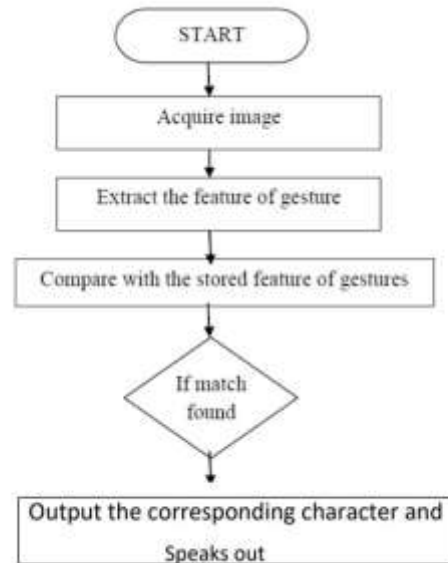 START
Acquire image
Extract the feature of gesture
Compare with the stored feature of gestures
If match
found
Output the corresponding character and
Speaks out